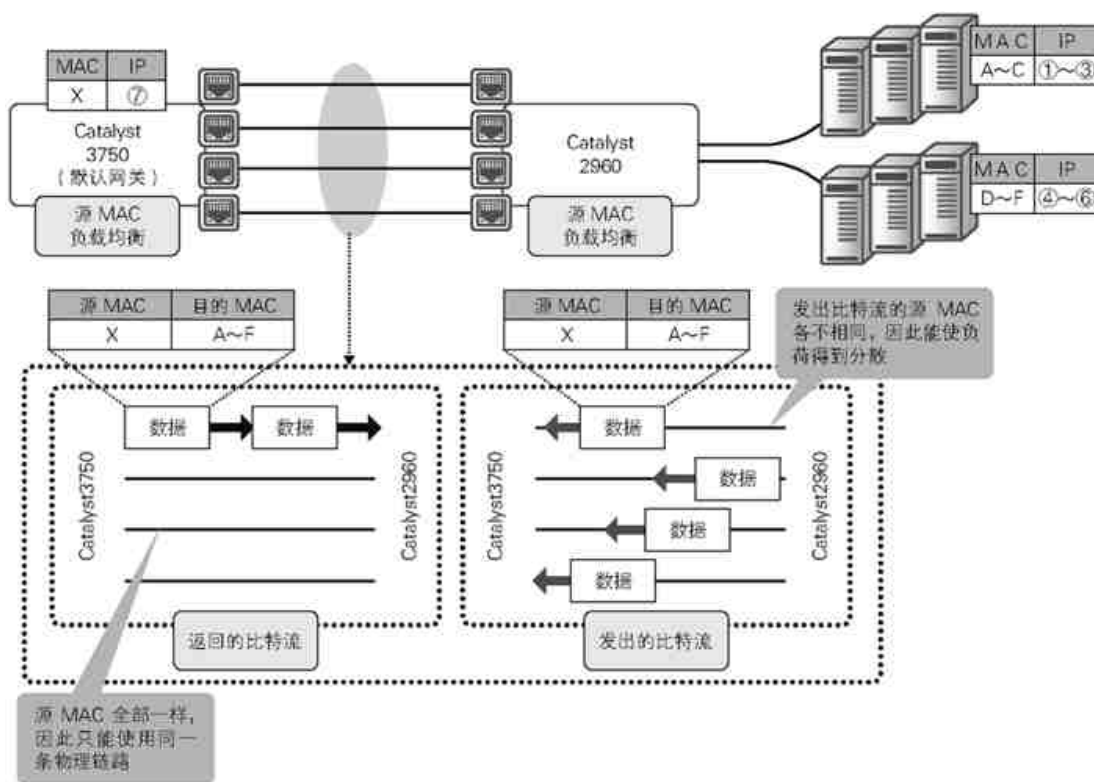 MAC IP
X ⑦
Catalyst
3750
（默认网关）
源 MAC
负载均衡
Catalyst
2960
源 MAC
负载均衡
MAC IP
A～C ①～③
MAC IP
D～F ④～⑥
源 MAC 目的 MAC
X A～F
源 MAC 目的 MAC
X A～F
发出比特流的源 MAC
各不相同，因此能使负
荷得到分散
Catalyst3750
数据 数据
Catalyst2960
返回的比特流
Catalyst3750
数据
数据
数据
数据
Catalyst2960
发出的比特流
源 MAC 全部一样，
因此只能使用同一
条物理链路